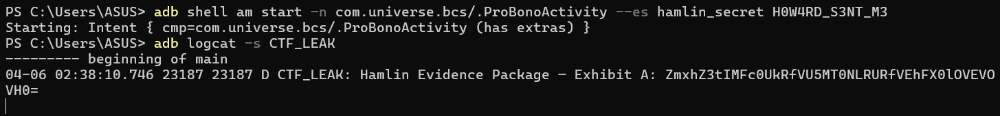 PS C:\Users\ASUS> adb shell am start -n com.universe.bcs/.ProBonoActivity --es hamlin_secret H0W4RD_S3NT_M3
Starting: Intent { cmp=com.universe.bcs/.ProBonoActivity (has extras) }
PS C:\Users\ASUS> adb logcat -s CTF_LEAK
--------- beginning of main
04-06 02:38:10.746 23187 23187 D CTF_LEAK: Hamlin Evidence Package — Exhibit A: ZmxhZ3tIMFc0UkRfVU5MT0NLRURfVEhFX0lOVEVO
VH0=